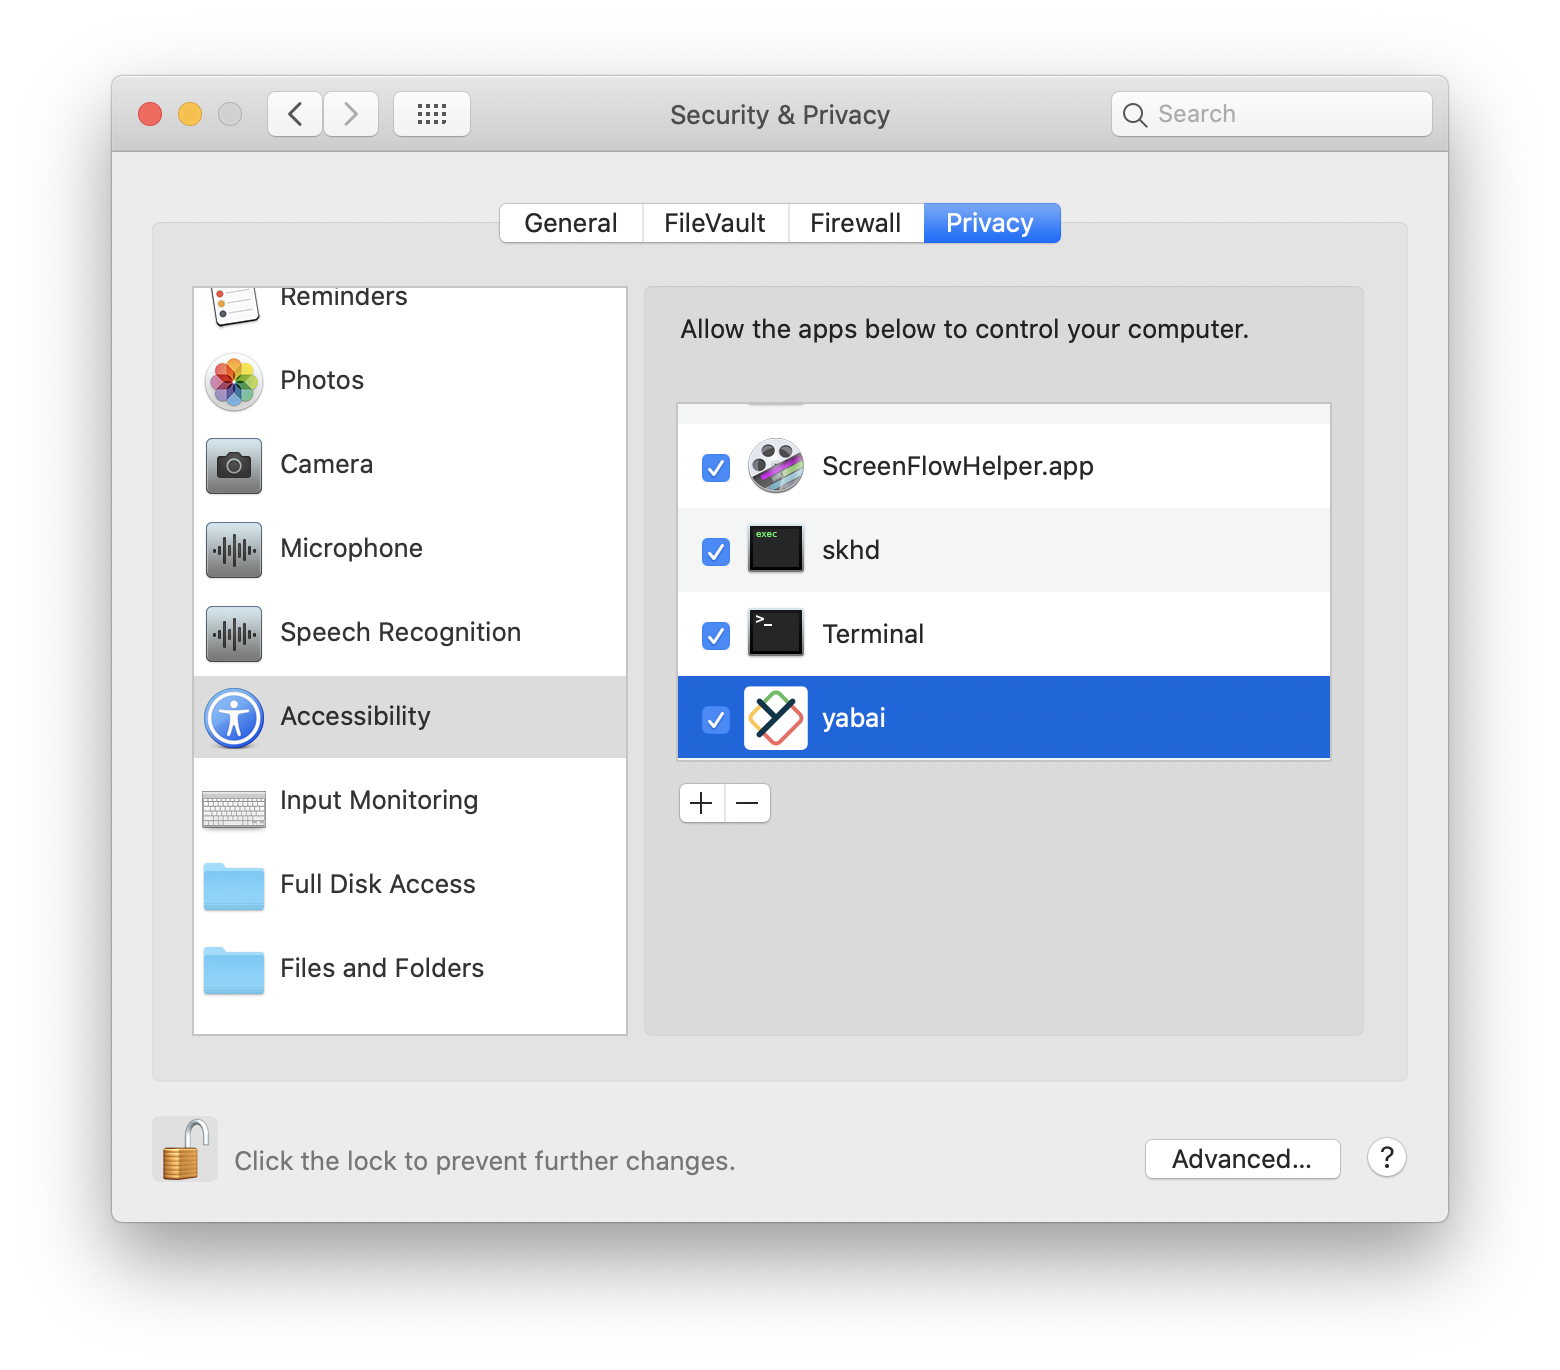 Security & Privacy
Search
General
FileVault
Firewall
Privacy
Reminders
Photos
Camera
Microphone
Speech Recognition
Accessibility
Input Monitoring
Full Disk Access
Files and Folders
Allow the apps below to control your computer.
ScreenFlowHelper.app
exec
skhd
>_
Terminal
yabai
Click the lock to prevent further changes.
Advanced...
?